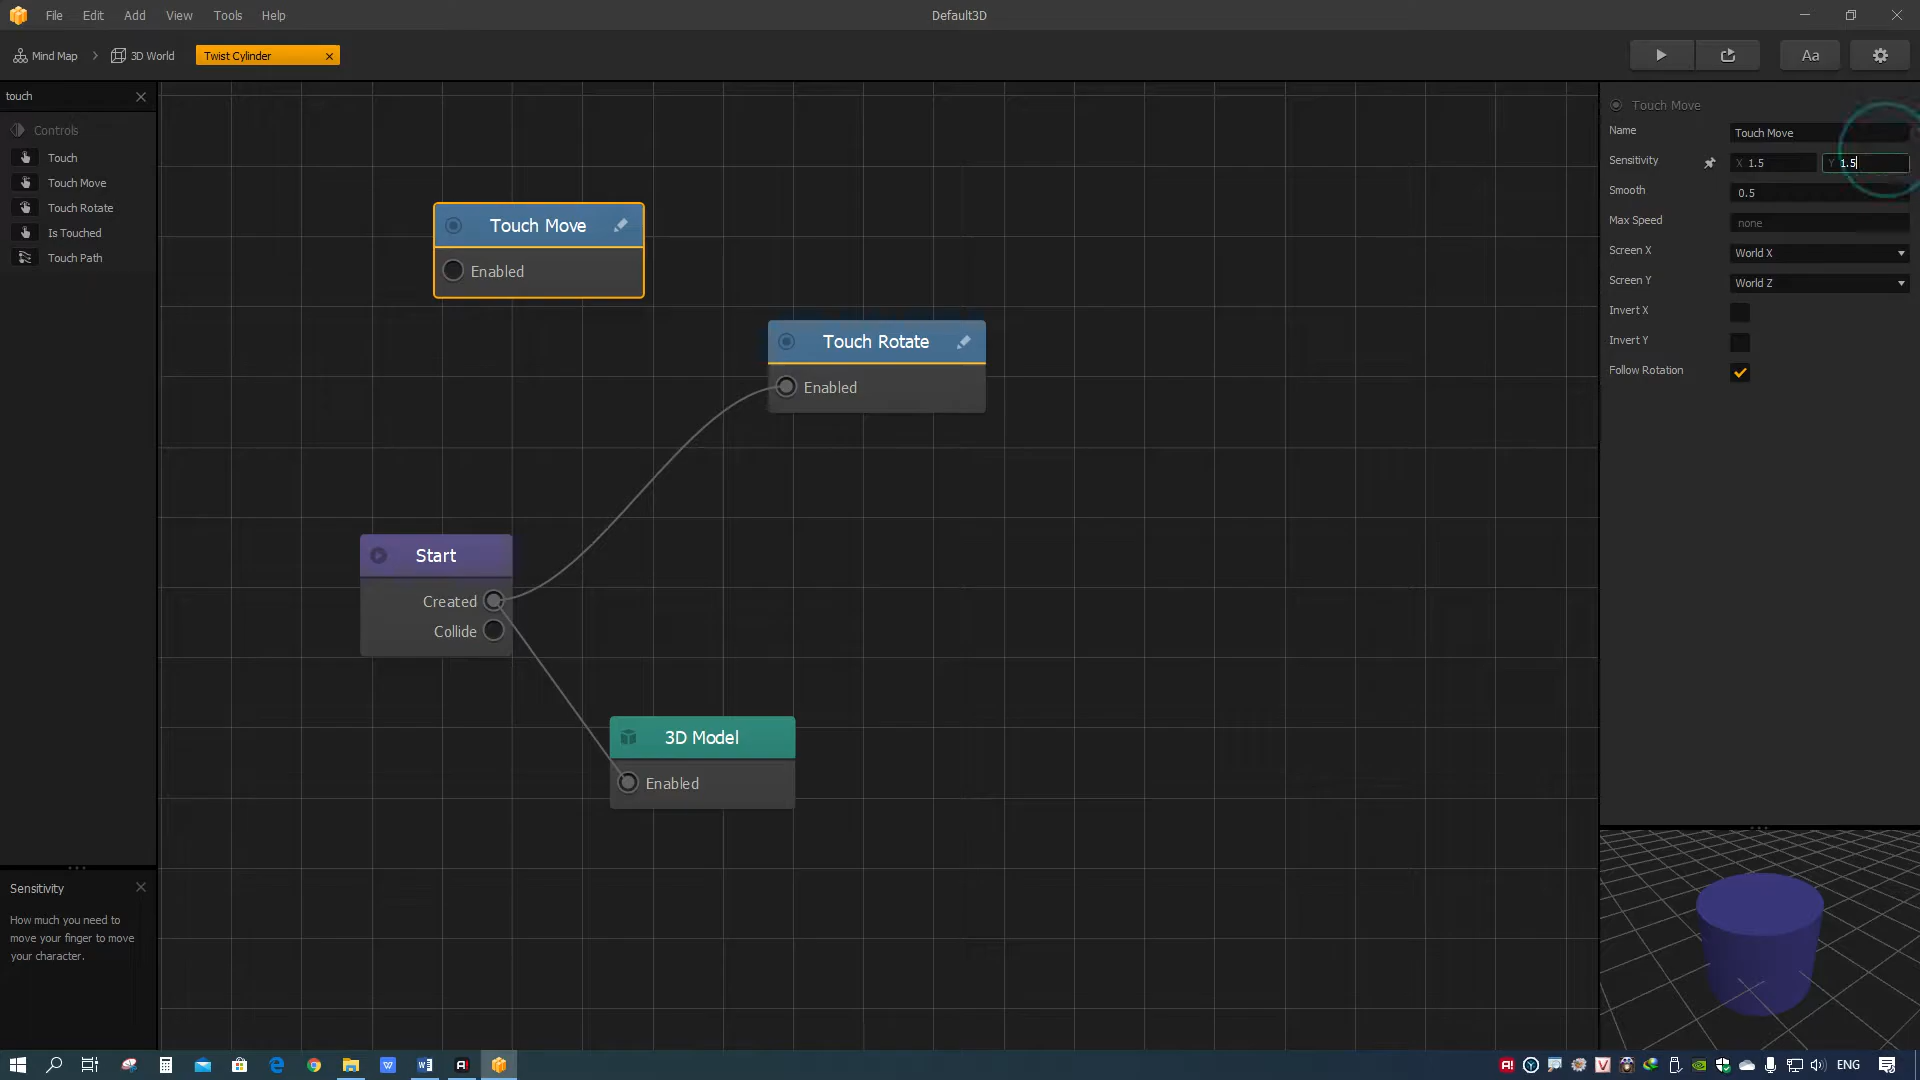 File Edit Add View Tools Help
Default3D
Mind Map
3D World
Twist Cylinder
Aa
touch
Controls
Touch
Touch Move
Touch Rotate
Is Touched
Touch Path
Touch Move
Enabled
Touch Rotate
Enabled
Start
Created
Collide
3D Model
Enabled
Touch Move
Name Touch Move
Sensitivity X 1.5 Y 1.5
Smooth 0.5
Max Speed none
Screen X World X
Screen Y World Z
Invert X
Invert Y
Follow Rotation
Sensitivity
How much you need to
move your finger to move
your character.
ENG